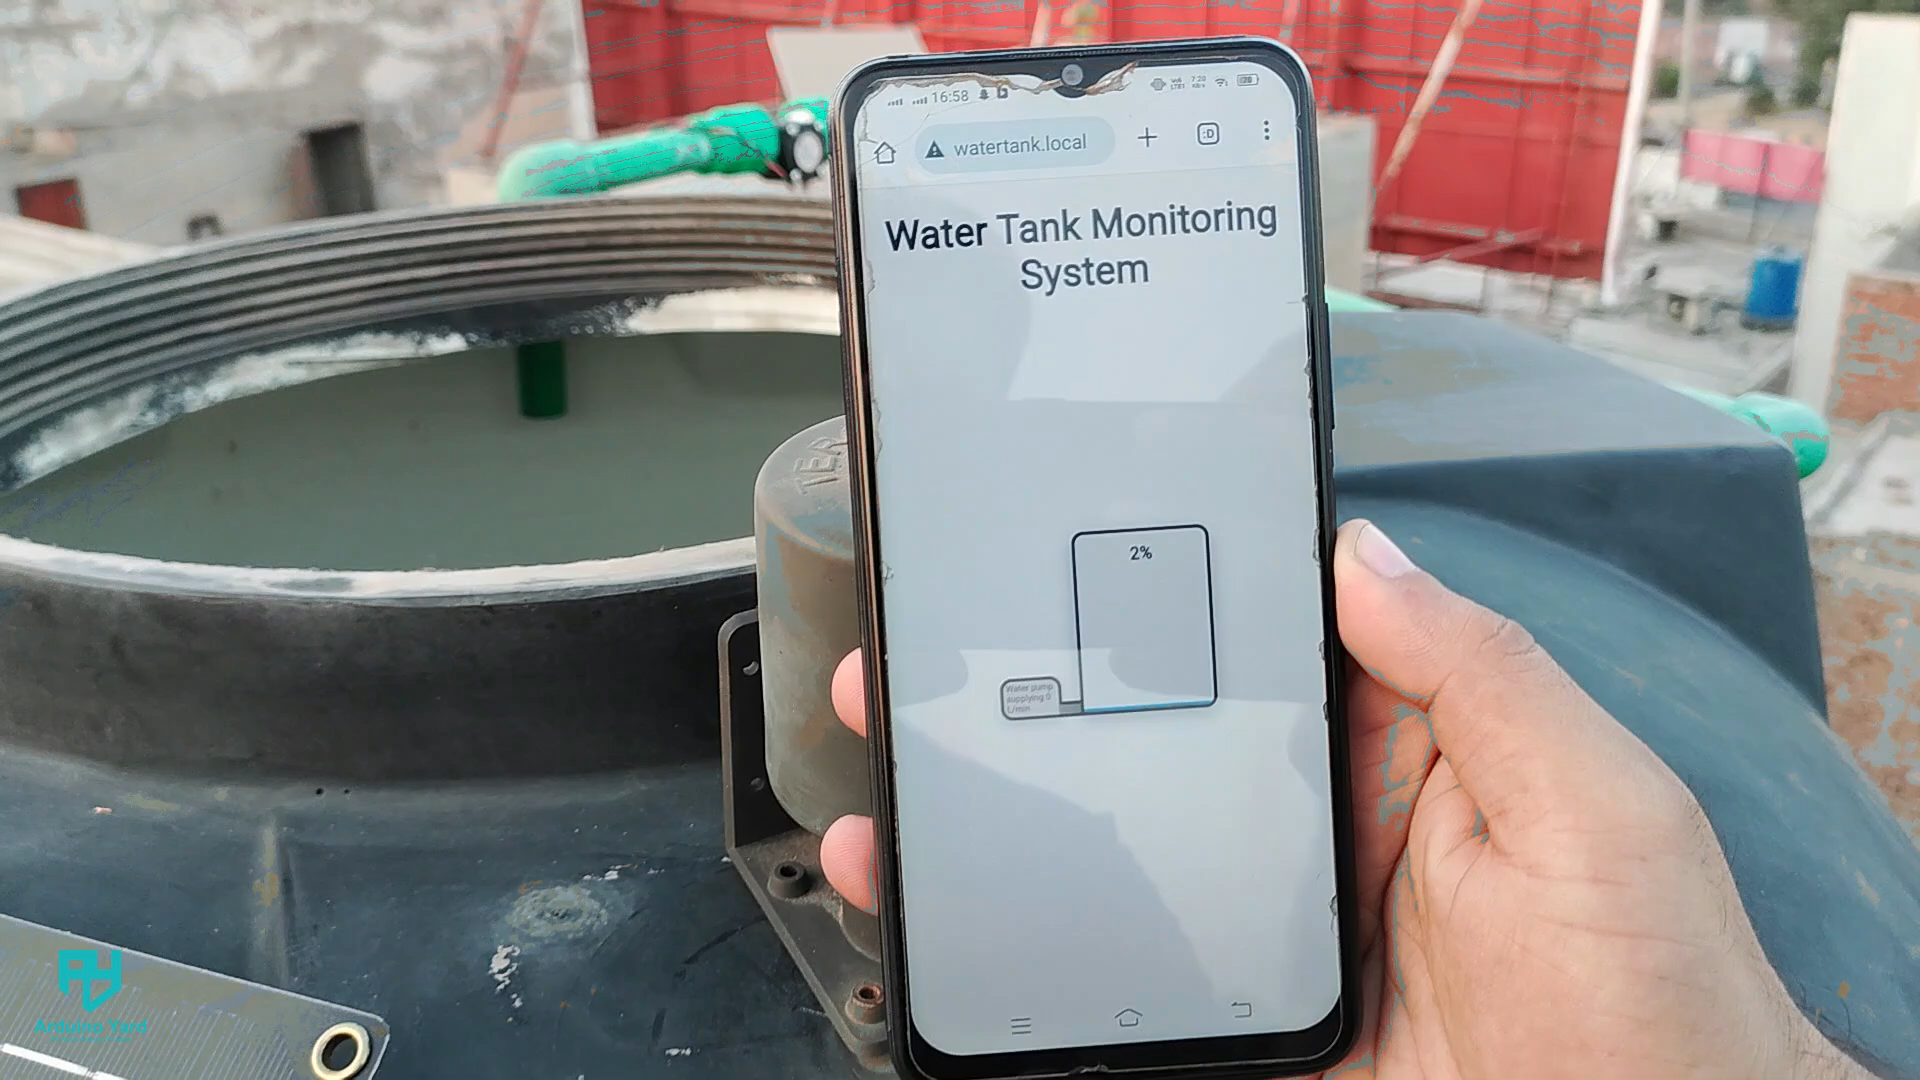 16:58
watertank.local
:D
Water Tank Monitoring
System
2%
Water pump
supplying 0
L/min
Arduino Yard